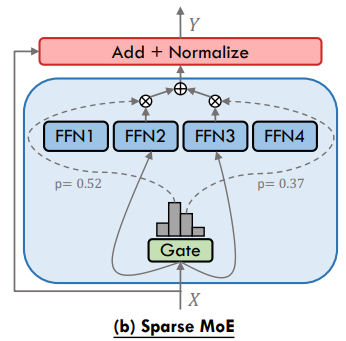 Y
Add + Normalize
⊗ ⊕ ⊗
FFN1 FFN2 FFN3 FFN4
p= 0.52 p= 0.37
Gate
X
(b) Sparse MoE